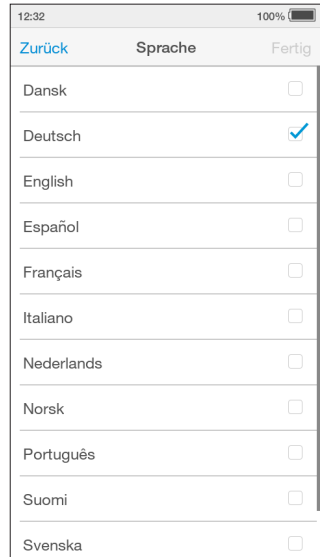 12:32 100%
Zurück Sprache Fertig
Dansk
Deutsch
English
Español
Français
Italiano
Nederlands
Norsk
Português
Suomi
Svenska